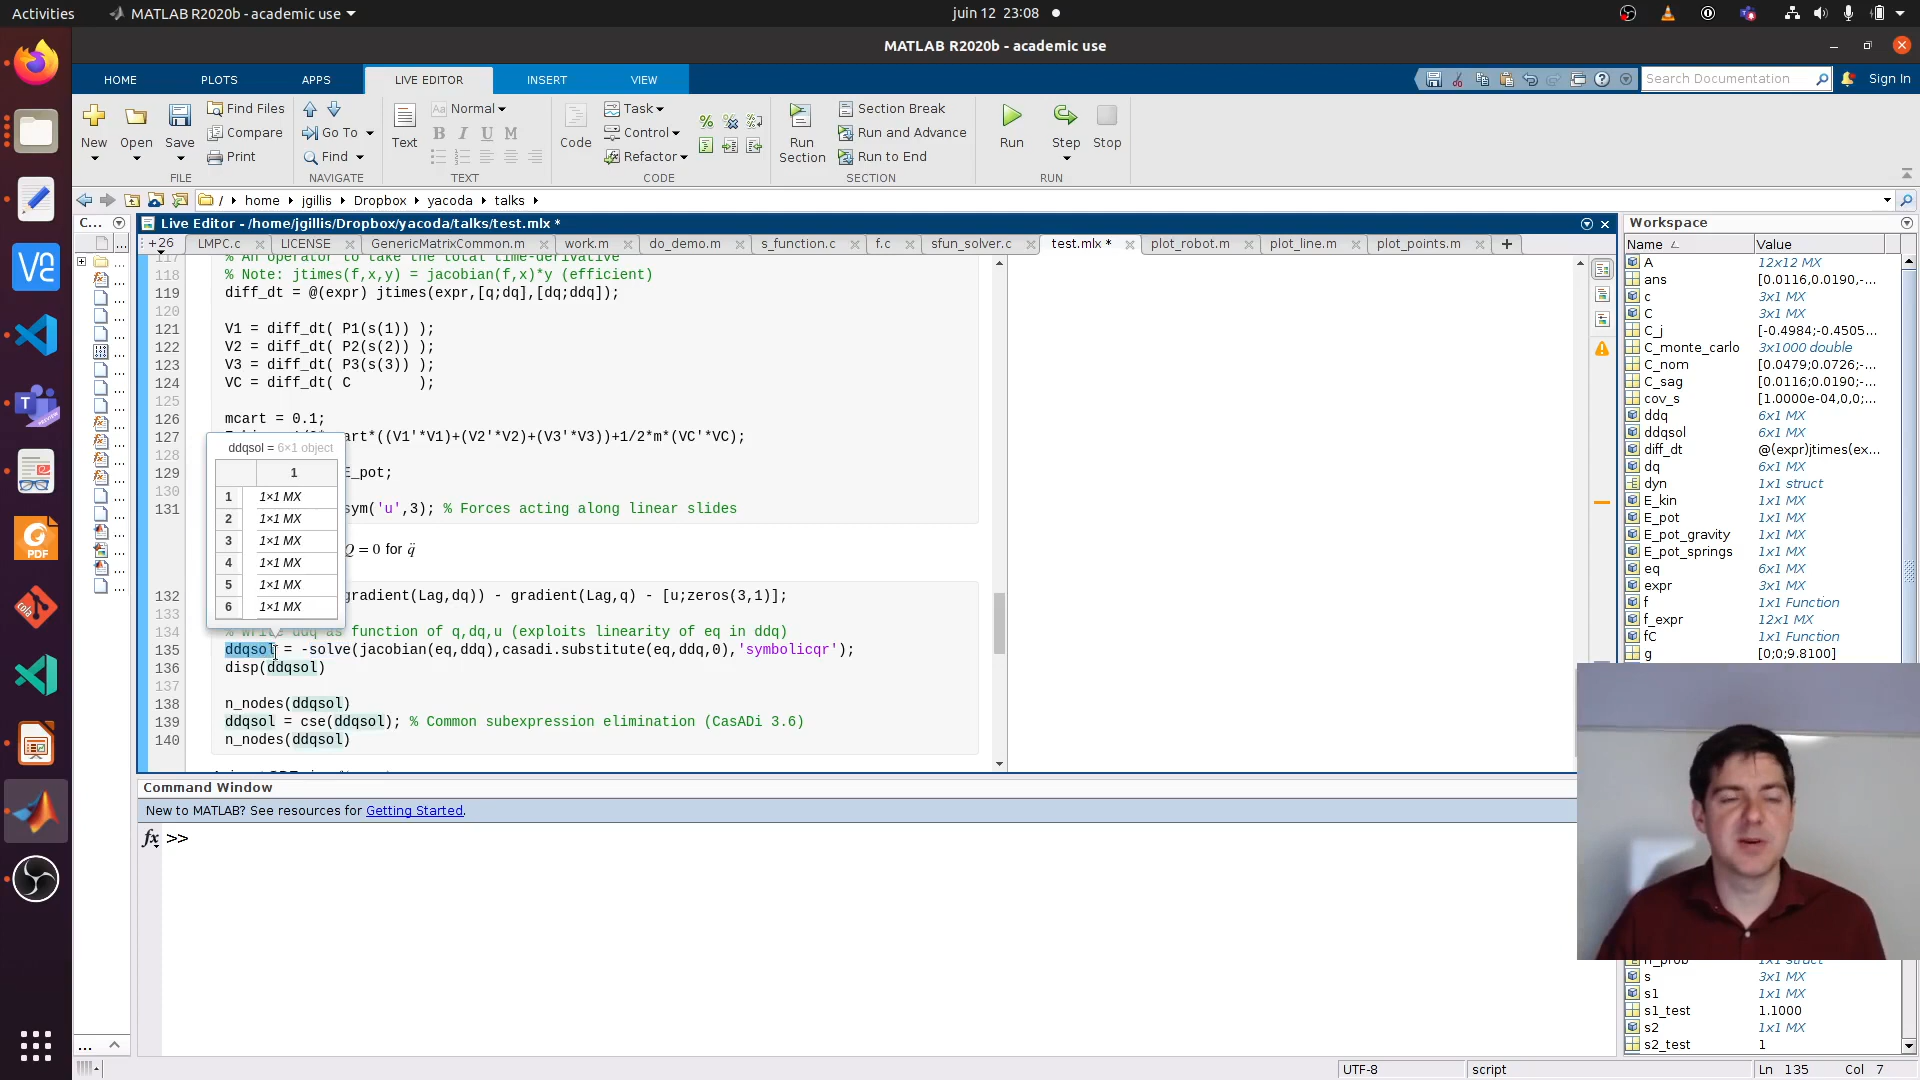 Activities
MATLAB R2020b - academic use
juin 12 23:08
MATLAB R2020b - academic use
HOME
PLOTS
APPS
LIVE EDITOR
INSERT
VIEW
Search Documentation
Sign In
New
Open
Save
Find Files
Compare
Print
FILE
Go To
Find
NAVIGATE
Text
Normal
B I U M
TEXT
Code
Task
Control
Refactor
CODE
Run Section
Section Break
Run and Advance
Run to End
SECTION
Run
Step
Stop
RUN
/ home jgillis Dropbox yacoda talks
C...
Live Editor - /home/jgillis/Dropbox/yacoda/talks/test.mlx *
+26
LMPC.c
LICENSE
GenericMatrixCommon.m
work.m
do_demo.m
s_function.c
f.c
sfun_solver.c
test.mlx *
plot_robot.m
plot_line.m
plot_points.m
117 % An operator to take the total time-derivative
118 % Note: jtimes(f,x,y) = jacobian(f,x)*y (efficient)
119 diff_dt = @(expr) jtimes(expr,[q;dq],[dq;ddq]);
120
121 V1 = diff_dt( P1(s(1)) );
122 V2 = diff_dt( P2(s(2)) );
123 V3 = diff_dt( P3(s(3)) );
124 VC = diff_dt( C );
125
126 mcart = 0.1;
127 art*((V1'*V1)+(V2'*V2)+(V3'*V3))+1/2*m*(VC'*VC);
128
129 E_pot;
130
131 sym('u',3); % Forces acting along linear slides
Q = 0 for q̈
132 gradient(Lag,dq)) - gradient(Lag,q) - [u;zeros(3,1)];
133
134 % Write ddq as function of q,dq,u (exploits linearity of eq in ddq)
135 ddqsol = -solve(jacobian(eq,ddq),casadi.substitute(eq,ddq,0),'symbolicqr');
136 disp(ddqsol)
137
138 n_nodes(ddqsol)
139 ddqsol = cse(ddqsol); % Common subexpression elimination (CasADi 3.6)
140 n_nodes(ddqsol)
ddqsol = 6×1 object
1
1 1×1 MX
2 1×1 MX
3 1×1 MX
4 1×1 MX
5 1×1 MX
6 1×1 MX
Command Window
New to MATLAB? See resources for Getting Started.
fx >>
Workspace
Name Value
A 12x12 MX
ans [0.0116,0.0190,-...
c 3x1 MX
C 3x1 MX
C_j [-0.4984;-0.4505...
C_monte_carlo 3x1000 double
C_nom [0.0479;0.0726;-...
C_sag [0.0116;0.0190;-...
cov_s [1.0000e-04,0,0;...
ddq 6x1 MX
ddqsol 6x1 MX
diff_dt @(expr)jtimes(ex...
dq 6x1 MX
dyn 1x1 struct
E_kin 1x1 MX
E_pot 1x1 MX
E_pot_gravity 1x1 MX
E_pot_springs 1x1 MX
eq 6x1 MX
expr 3x1 MX
f 1x1 Function
f_expr 12x1 MX
fC 1x1 Function
g [0;0;9.8100]
s 3x1 MX
s1 1x1 MX
s1_test 1.1000
s2 1x1 MX
s2_test 1
UTF-8
script
Ln 135 Col 7